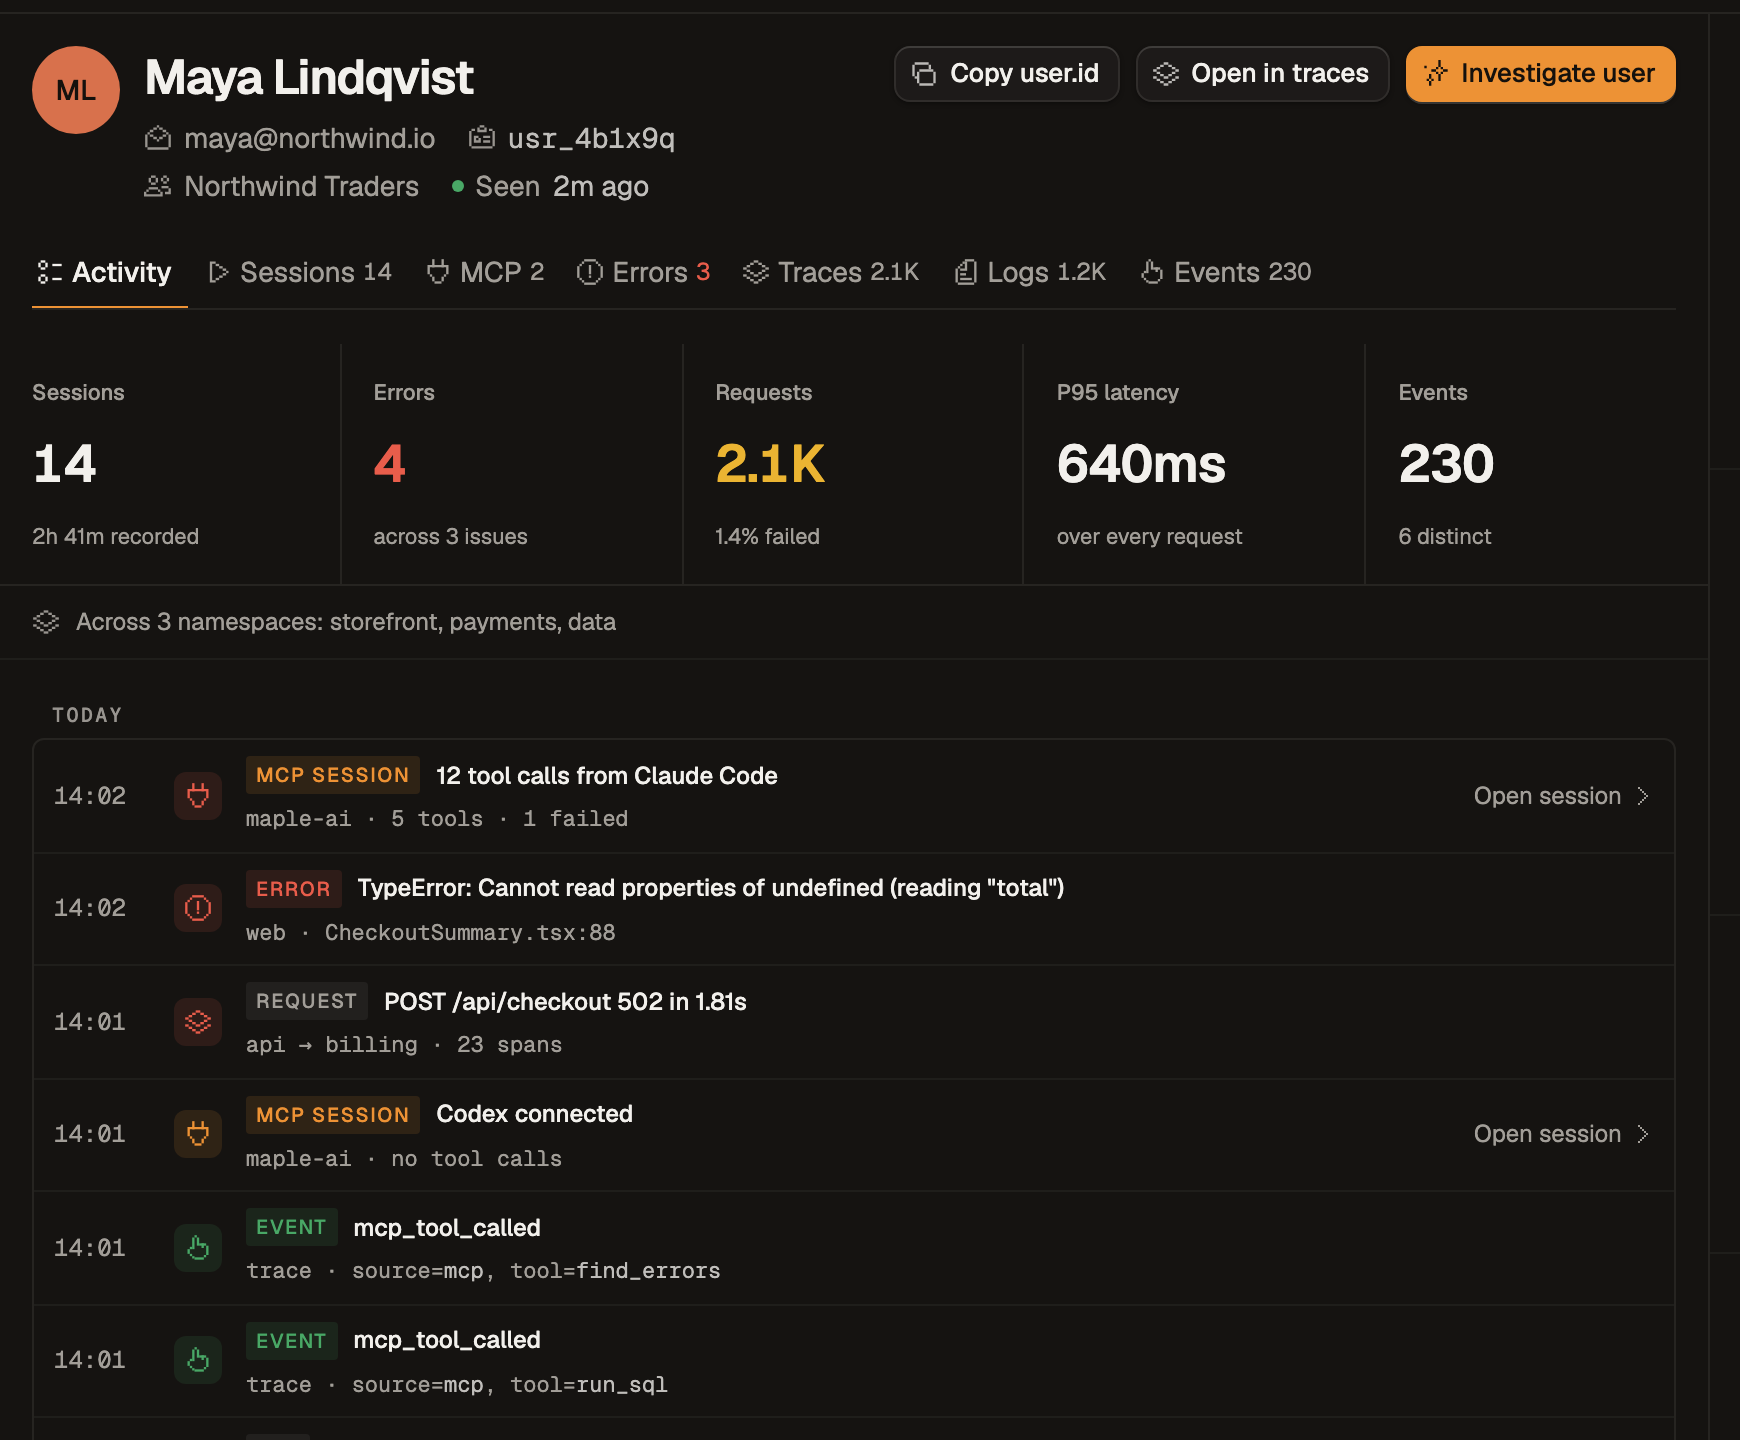 ML
Maya Lindqvist
Copy user.id
Open in traces
Investigate user
maya@northwind.io usr_4b1x9q
Northwind Traders Seen 2m ago
Activity Sessions 14 MCP 2 Errors 3 Traces 2.1K Logs 1.2K Events 230
Sessions
14
2h 41m recorded
Errors
4
across 3 issues
Requests
2.1K
1.4% failed
P95 latency
640ms
over every request
Events
230
6 distinct
Across 3 namespaces: storefront, payments, data
TODAY
14:02 MCP SESSION 12 tool calls from Claude Code
maple-ai · 5 tools · 1 failed
Open session
14:02 ERROR TypeError: Cannot read properties of undefined (reading "total")
web · CheckoutSummary.tsx:88
14:01 REQUEST POST /api/checkout 502 in 1.81s
api → billing · 23 spans
14:01 MCP SESSION Codex connected
maple-ai · no tool calls
Open session
14:01 EVENT mcp_tool_called
trace · source=mcp, tool=find_errors
14:01 EVENT mcp_tool_called
trace · source=mcp, tool=run_sql